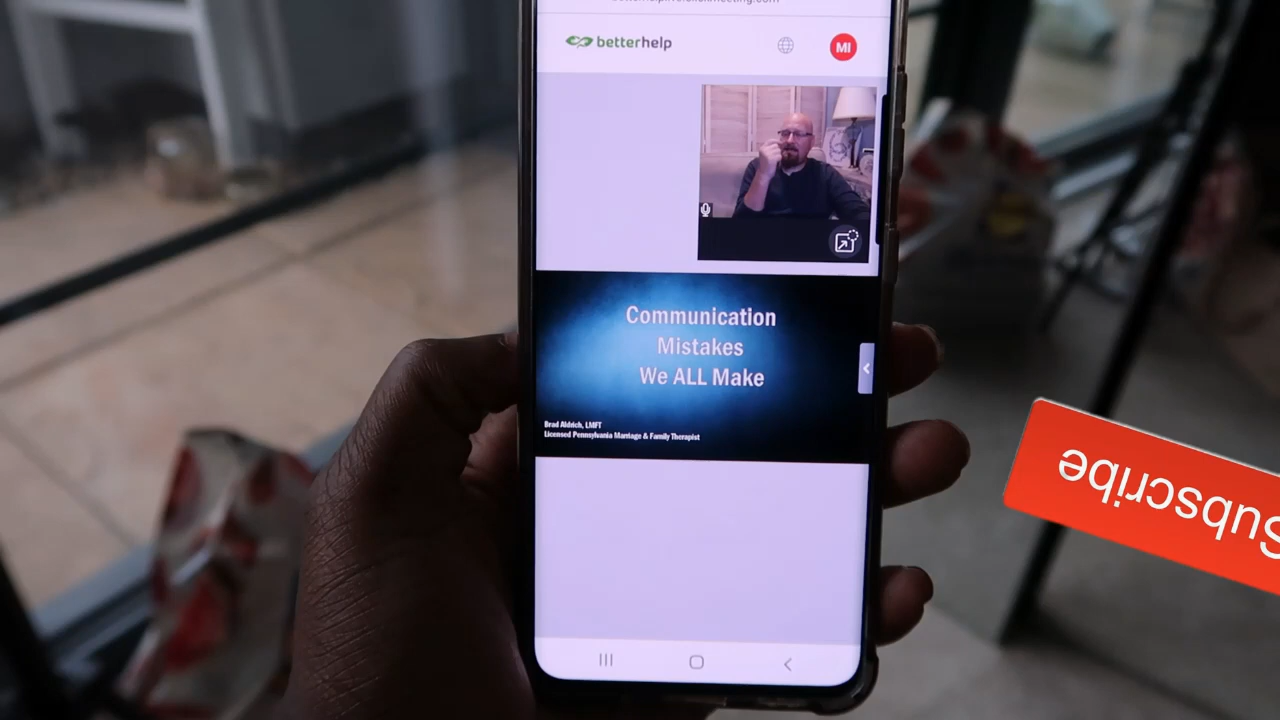 betterhelp
MI
Communication
Mistakes
We ALL Make
Brad Aldrich, LMFT
Licensed Pennsylvania Marriage & Family Therapist
Subscribe